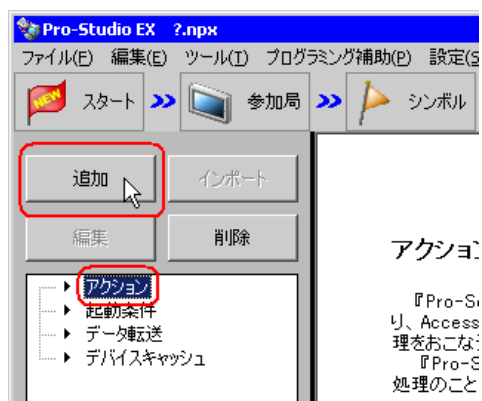 Pro-Studio EX ?.npx
ファイル(F) 編集(E) ツール(T) プログラミング補助(P) 設定(S
NEW スタート 参加局 シンボル
追加 インポート
編集 削除
アクション
起動条件
データ転送
デバイスキャッシュ
アクション
『Pro-S
り、Access
理をおこな
『Pro-S
処理のこと